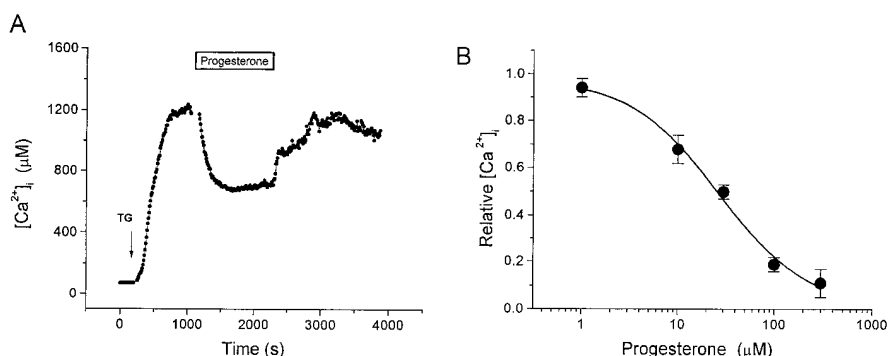 A
1600
1200
800
400
0
[Ca²⁺]ᵢ (μM)
Progesterone
TG
0 1000 2000 3000 4000
Time (s)
B
1.0
0.8
0.6
0.4
0.2
0.0
Relative [Ca²⁺]ᵢ
1 10 100 1000
Progesterone (μM)